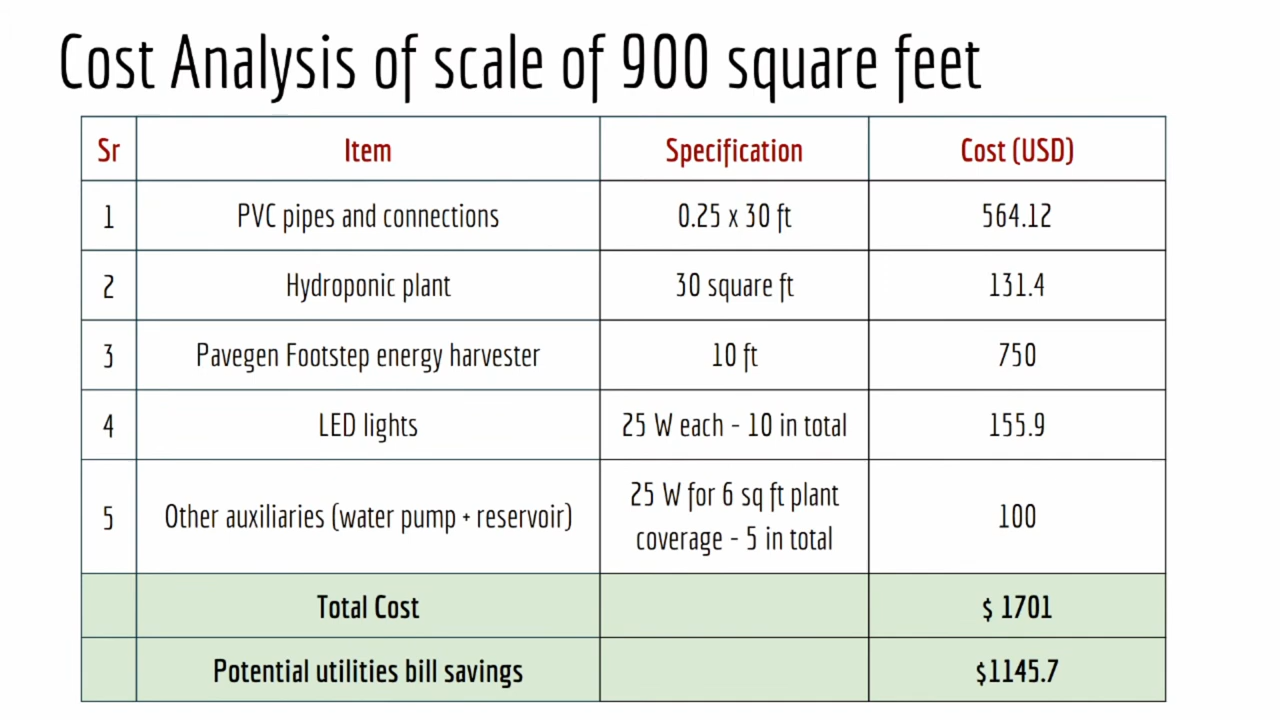 Cost Analysis of scale of 900 square feet
Sr Item Specification Cost (USD)
1 PVC pipes and connections 0.25 x 30 ft 564.12
2 Hydroponic plant 30 square ft 131.4
3 Pavegen Footstep energy harvester 10 ft 750
4 LED lights 25 W each - 10 in total 155.9
5 Other auxiliaries (water pump + reservoir) 25 W for 6 sq ft plant
coverage - 5 in total 100
Total Cost $ 1701
Potential utilities bill savings $1145.7